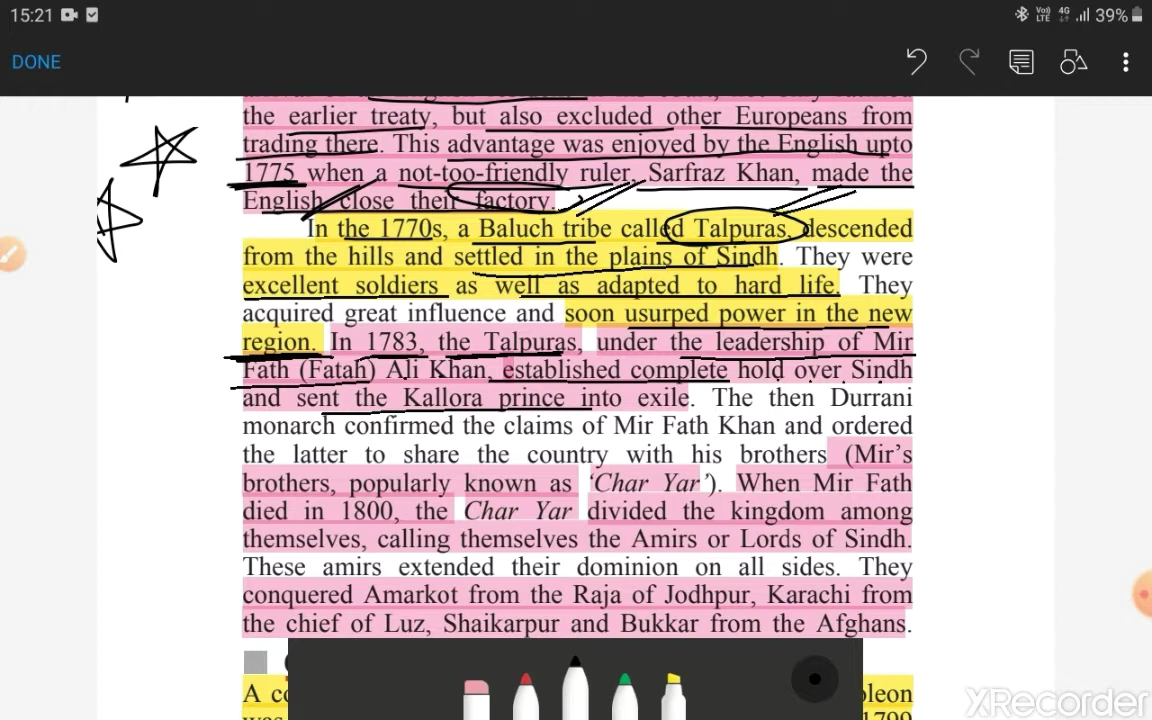 15:21
Vo) 4G 39%
LTE
DONE
the earlier treaty, but also excluded other Europeans from
trading there. This advantage was enjoyed by the English upto
1775 when a not-too-friendly ruler, Sarfraz Khan, made the
English close their factory.
In the 1770s, a Baluch tribe called Talpuras, descended
from the hills and settled in the plains of Sindh. They were
excellent soldiers as well as adapted to hard life. They
acquired great influence and soon usurped power in the new
region. In 1783, the Talpuras, under the leadership of Mir
Fath (Fatah) Ali Khan, established complete hold over Sindh
and sent the Kallora prince into exile. The then Durrani
monarch confirmed the claims of Mir Fath Khan and ordered
the latter to share the country with his brothers (Mir’s
brothers, popularly known as ‘Char Yar’). When Mir Fath
died in 1800, the Char Yar divided the kingdom among
themselves, calling themselves the Amirs or Lords of Sindh.
These amirs extended their dominion on all sides. They
conquered Amarkot from the Raja of Jodhpur, Karachi from
the chief of Luz, Shaikarpur and Bukkar from the Afghans.
XRecorder